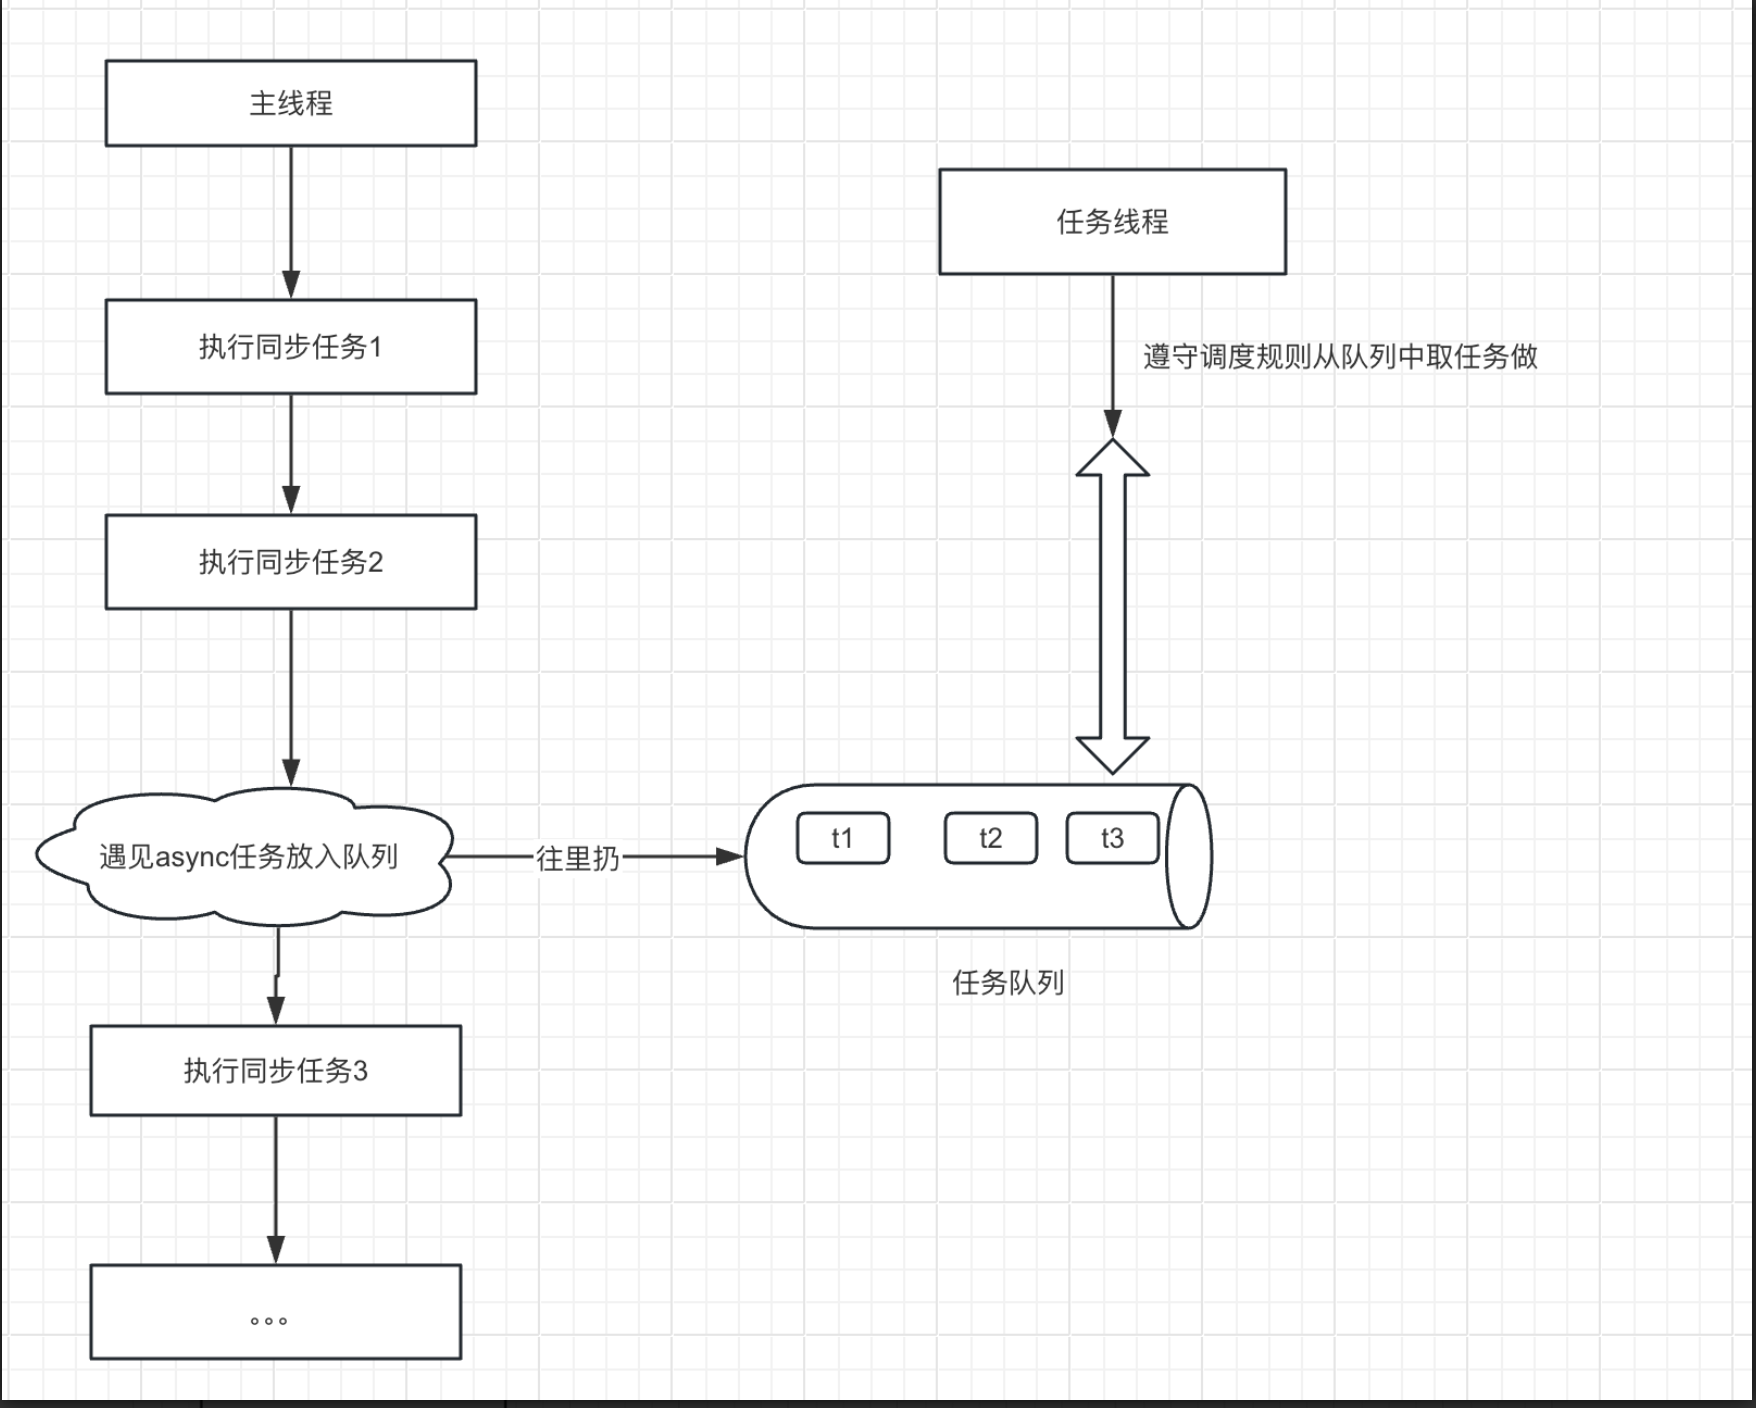 主线程
执行同步任务1
执行同步任务2
遇见async任务放入队列
往里扔
执行同步任务3
。。。
任务线程
遵守调度规则从队列中取任务做
t1
t2
t3
任务队列